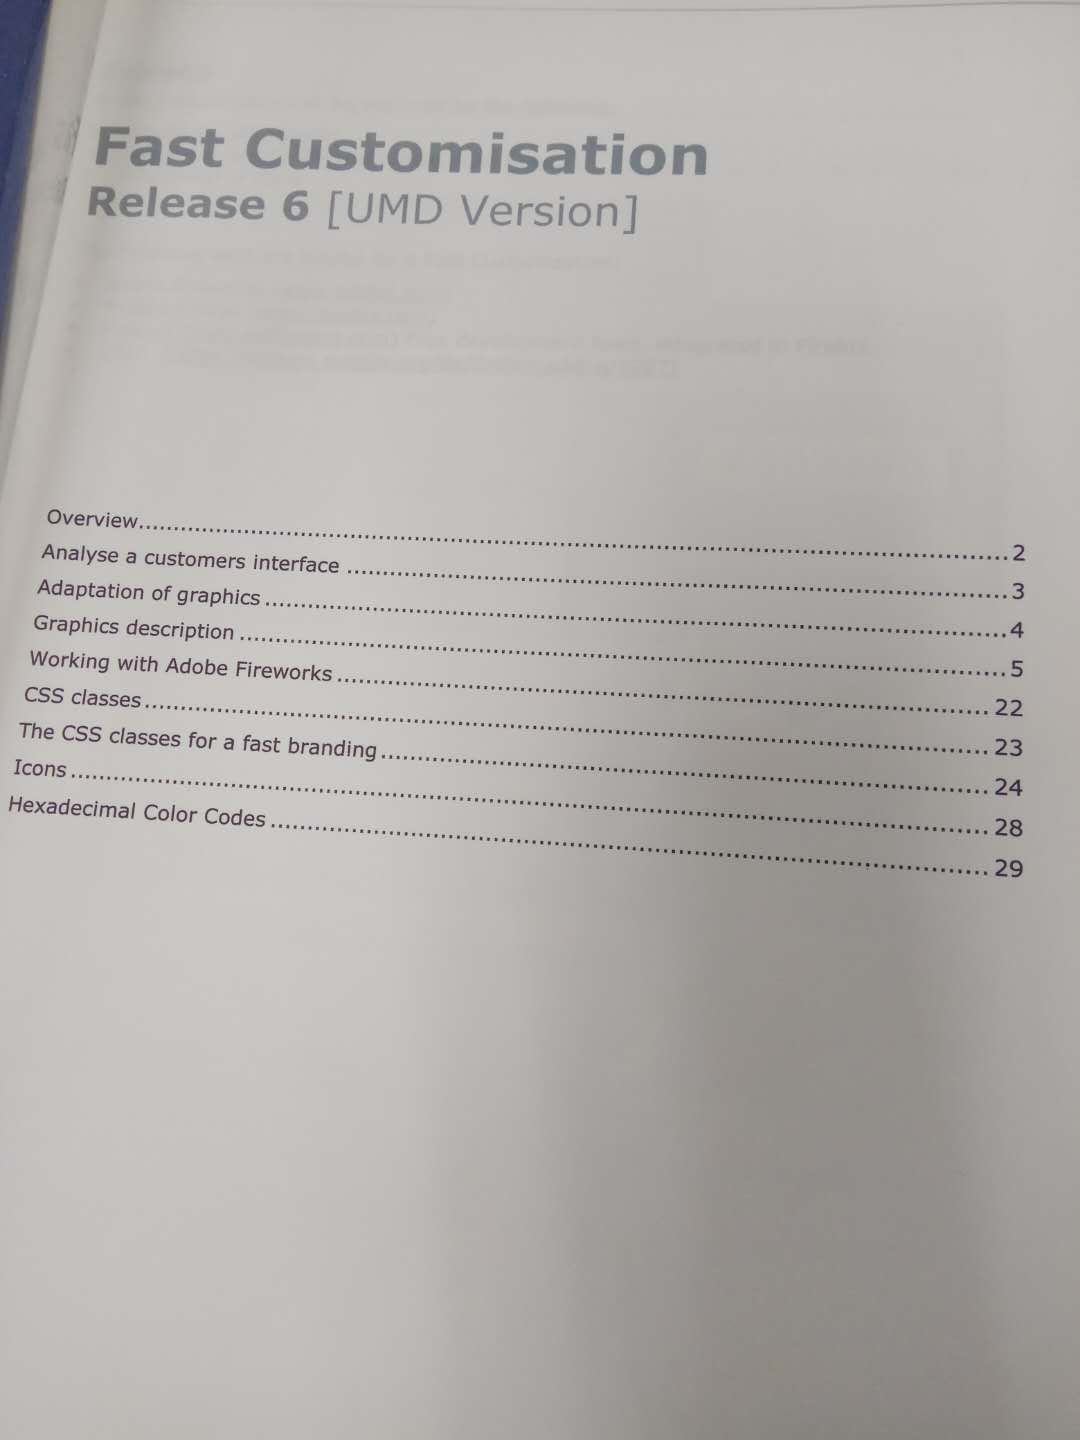 Fast Customisation
Release 6 [UMD Version]
Overview 2
Analyse a customers interface 3
Adaptation of graphics 4
Graphics description 5
Working with Adobe Fireworks 22
CSS classes 23
The CSS classes for a fast branding 24
Icons 28
Hexadecimal Color Codes 29